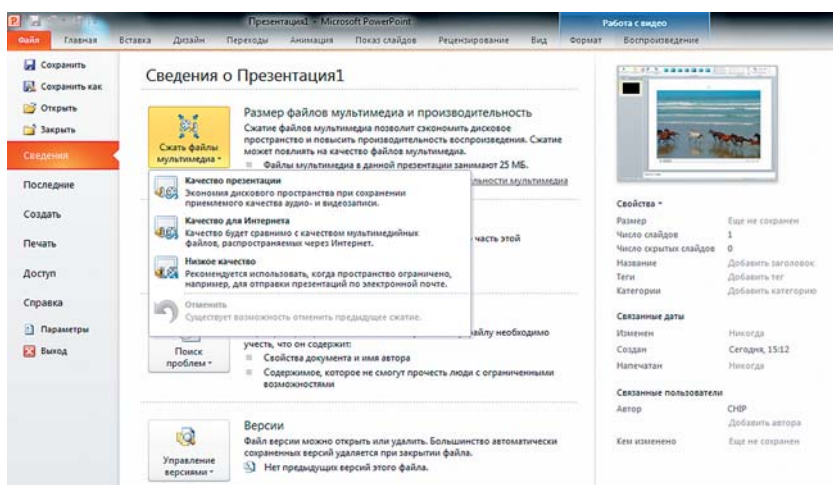 Презентация1 - Microsoft PowerPoint
Работа с видео
Файл Главная Вставка Дизайн Переходы Анимация Показ слайдов Рецензирование Вид Формат Воспроизведение
Сохранить
Сохранить как
Открыть
Закрыть
Сведения
Последние
Создать
Печать
Доступ
Справка
Параметры
Выход
Сведения о Презентация1
Сжать файлы
мультимедиа
Размер файлов мультимедиа и производительность
Сжатие файлов мультимедиа позволит сэкономить дисковое
пространство и повысить производительность воспроизведения. Сжатие
может повлиять на качество файлов мультимедиа.
Файлы мультимедиа в данной презентации занимают 25 МБ.
мультимедиа
Качество презентации
Экономия дискового пространства при сохранении
приемлемого качества аудио- и видеозаписи.
Качество для Интернета
Качество будет сравнимо с качеством мультимедийных
файлов, распространяемых через Интернет.
Низкое качество
Рекомендуется использовать, когда пространство ограничено,
например, для отправки презентаций по электронной почте.
Отменить
Существует возможность отменить предыдущее сжатие.
часть этой
файлу необходимо
учесть, что он содержит:
Свойства документа и имя автора
Содержимое, которое не смогут прочесть люди с ограниченными
возможностями
Поиск
проблем
Версии
Файл версии можно открыть или удалить. Большинство автоматически
сохраненных версий удаляется при закрытии файла.
Нет предыдущих версий этого файла.
Управление
версиями
Свойства
Размер Еще не сохранен
Число слайдов 1
Число скрытых слайдов 0
Название Добавить заголовок
Теги Добавить тег
Категории Добавить категорию
Связанные даты
Изменен Никогда
Создан Сегодня, 15:12
Напечатан Никогда
Связанные пользователи
Автор CHIP
Добавить автора
Кем изменено Еще не сохранен